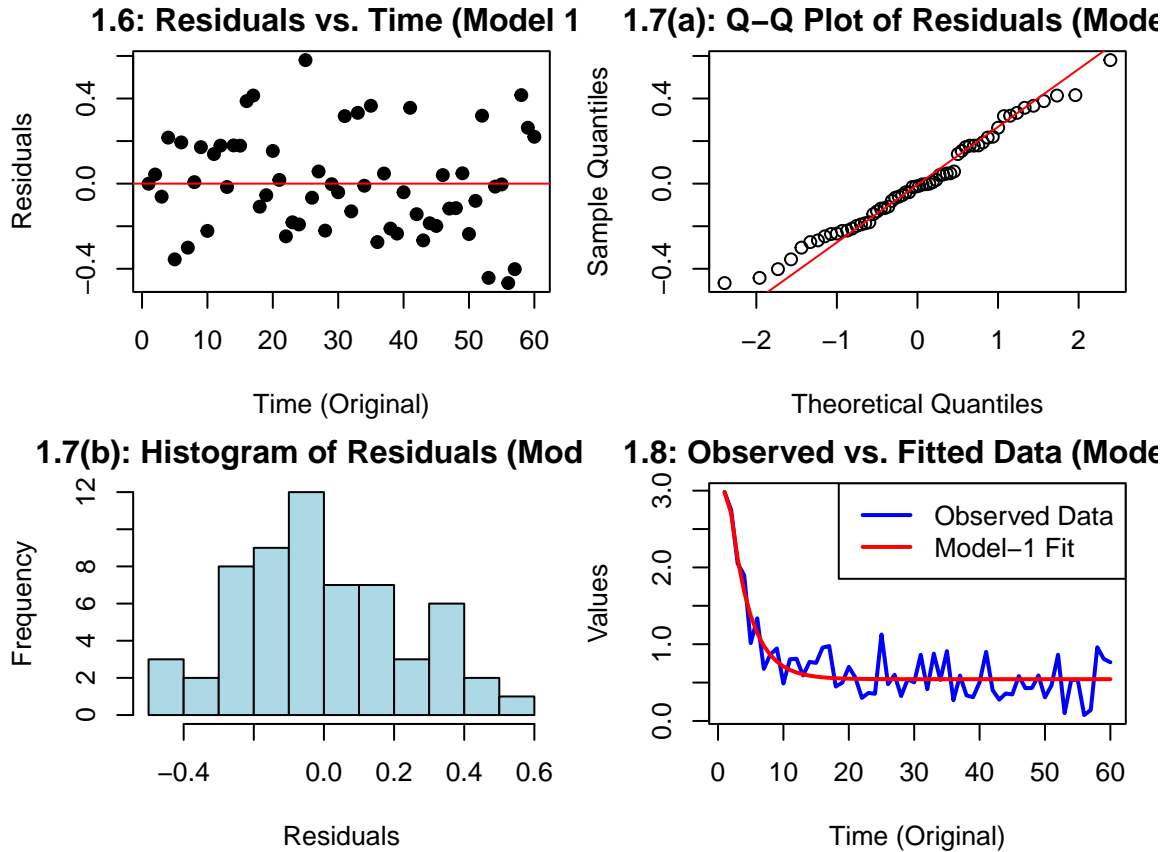 1.6: Residuals vs. Time (Model 1
Residuals
0.4
0.0
−0.4
0 10 20 30 40 50 60
Time (Original)
1.7(a): Q−Q Plot of Residuals (Mode
Sample Quantiles
0.4
0.0
−0.4
−2 −1 0 1 2
Theoretical Quantiles
1.7(b): Histogram of Residuals (Mod
Frequency
12
8
6
4
2
0
−0.4 0.0 0.2 0.4 0.6
Residuals
1.8: Observed vs. Fitted Data (Mode
Values
3.0
2.0
1.0
0.0
Observed Data
Model−1 Fit
0 10 20 30 40 50 60
Time (Original)